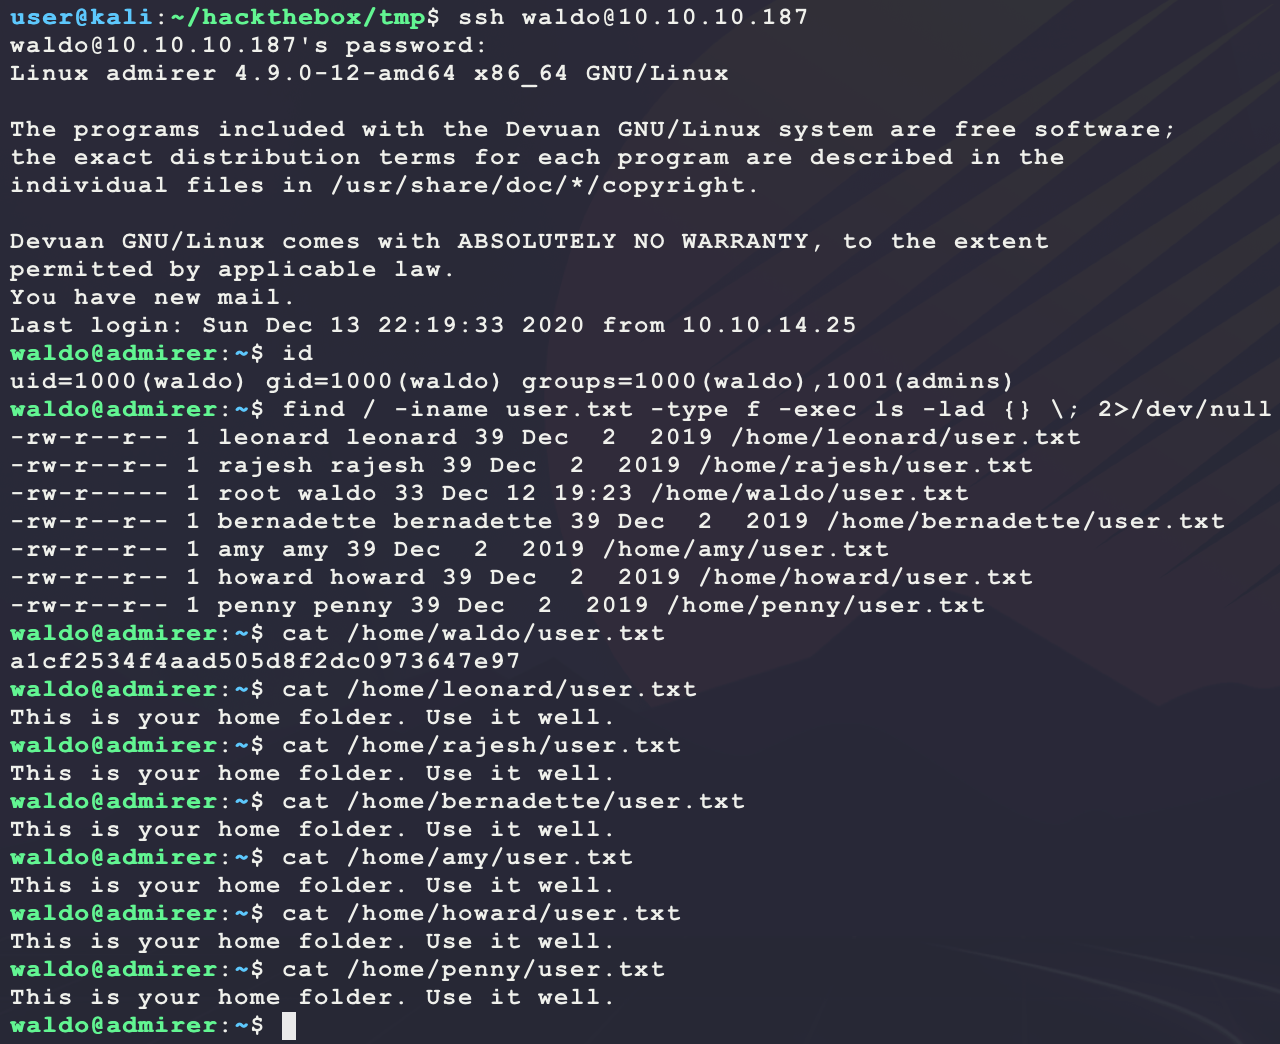 user@kali:~/hackthebox/tmp$ ssh waldo@10.10.10.187
waldo@10.10.10.187's password:
Linux admirer 4.9.0-12-amd64 x86_64 GNU/Linux

The programs included with the Devuan GNU/Linux system are free software;
the exact distribution terms for each program are described in the
individual files in /usr/share/doc/*/copyright.

Devuan GNU/Linux comes with ABSOLUTELY NO WARRANTY, to the extent
permitted by applicable law.
You have new mail.
Last login: Sun Dec 13 22:19:33 2020 from 10.10.14.25
waldo@admirer:~$ id
uid=1000(waldo) gid=1000(waldo) groups=1000(waldo),1001(admins)
waldo@admirer:~$ find / -iname user.txt -type f -exec ls -lad {} \; 2>/dev/null
-rw-r--r-- 1 leonard leonard 39 Dec  2  2019 /home/leonard/user.txt
-rw-r--r-- 1 rajesh rajesh 39 Dec  2  2019 /home/rajesh/user.txt
-rw-r----- 1 root waldo 33 Dec 12 19:23 /home/waldo/user.txt
-rw-r--r-- 1 bernadette bernadette 39 Dec  2  2019 /home/bernadette/user.txt
-rw-r--r-- 1 amy amy 39 Dec  2  2019 /home/amy/user.txt
-rw-r--r-- 1 howard howard 39 Dec  2  2019 /home/howard/user.txt
-rw-r--r-- 1 penny penny 39 Dec  2  2019 /home/penny/user.txt
waldo@admirer:~$ cat /home/waldo/user.txt
a1cf2534f4aad505d8f2dc0973647e97
waldo@admirer:~$ cat /home/leonard/user.txt
This is your home folder. Use it well.
waldo@admirer:~$ cat /home/rajesh/user.txt
This is your home folder. Use it well.
waldo@admirer:~$ cat /home/bernadette/user.txt
This is your home folder. Use it well.
waldo@admirer:~$ cat /home/amy/user.txt
This is your home folder. Use it well.
waldo@admirer:~$ cat /home/howard/user.txt
This is your home folder. Use it well.
waldo@admirer:~$ cat /home/penny/user.txt
This is your home folder. Use it well.
waldo@admirer:~$